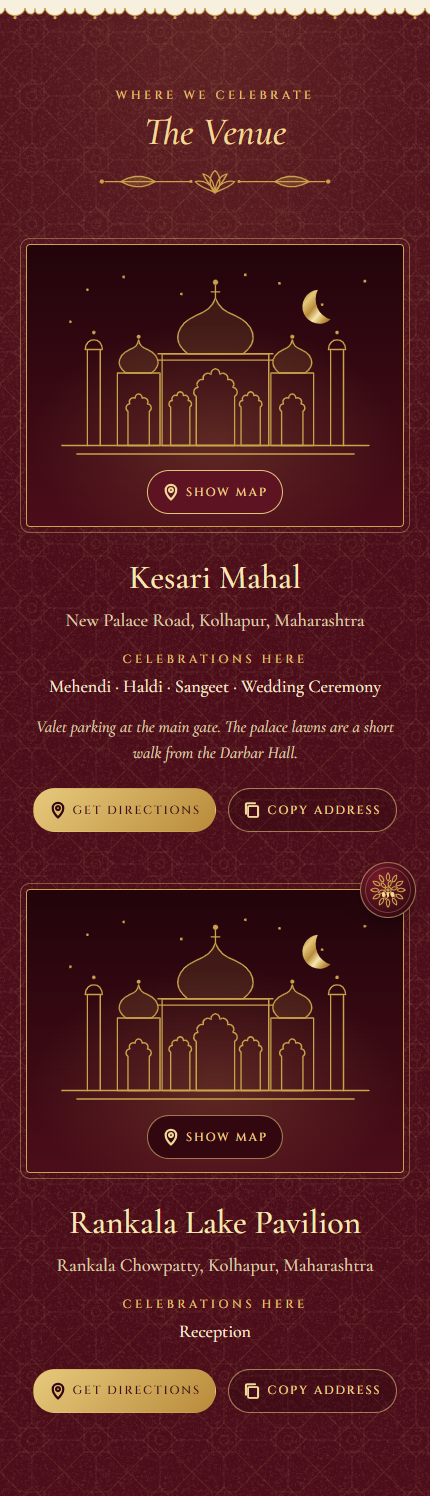 WHERE WE CELEBRATE
The Venue
SHOW MAP
Kesari Mahal
New Palace Road, Kolhapur, Maharashtra
CELEBRATIONS HERE
Mehendi · Haldi · Sangeet · Wedding Ceremony
Valet parking at the main gate. The palace lawns are a short
walk from the Darbar Hall.
GET DIRECTIONS
COPY ADDRESS
SHOW MAP
Rankala Lake Pavilion
Rankala Chowpatty, Kolhapur, Maharashtra
CELEBRATIONS HERE
Reception
GET DIRECTIONS
COPY ADDRESS